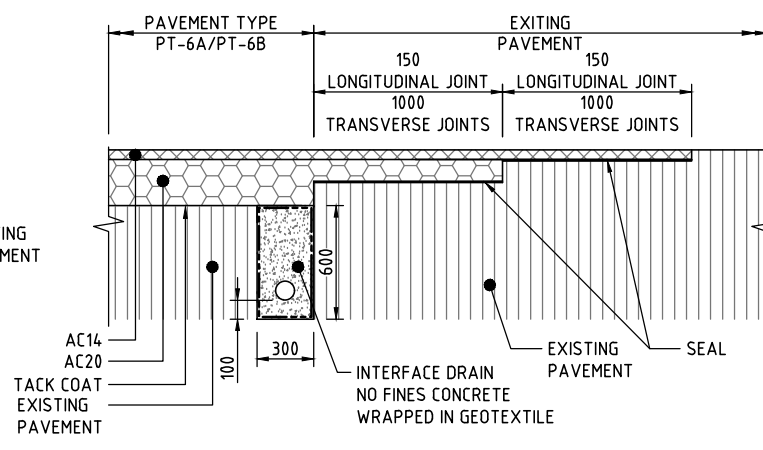 PAVEMENT TYPE
PT-6A/PT-6B
EXITING
PAVEMENT
150
LONGITUDINAL JOINT
1000
TRANSVERSE JOINTS
150
LONGITUDINAL JOINT
1000
TRANSVERSE JOINTS
ING
MENT
600
100
300
AC14
AC20
TACK COAT
EXISTING
PAVEMENT
INTERFACE DRAIN
NO FINES CONCRETE
WRAPPED IN GEOTEXTILE
EXISTING
PAVEMENT
SEAL